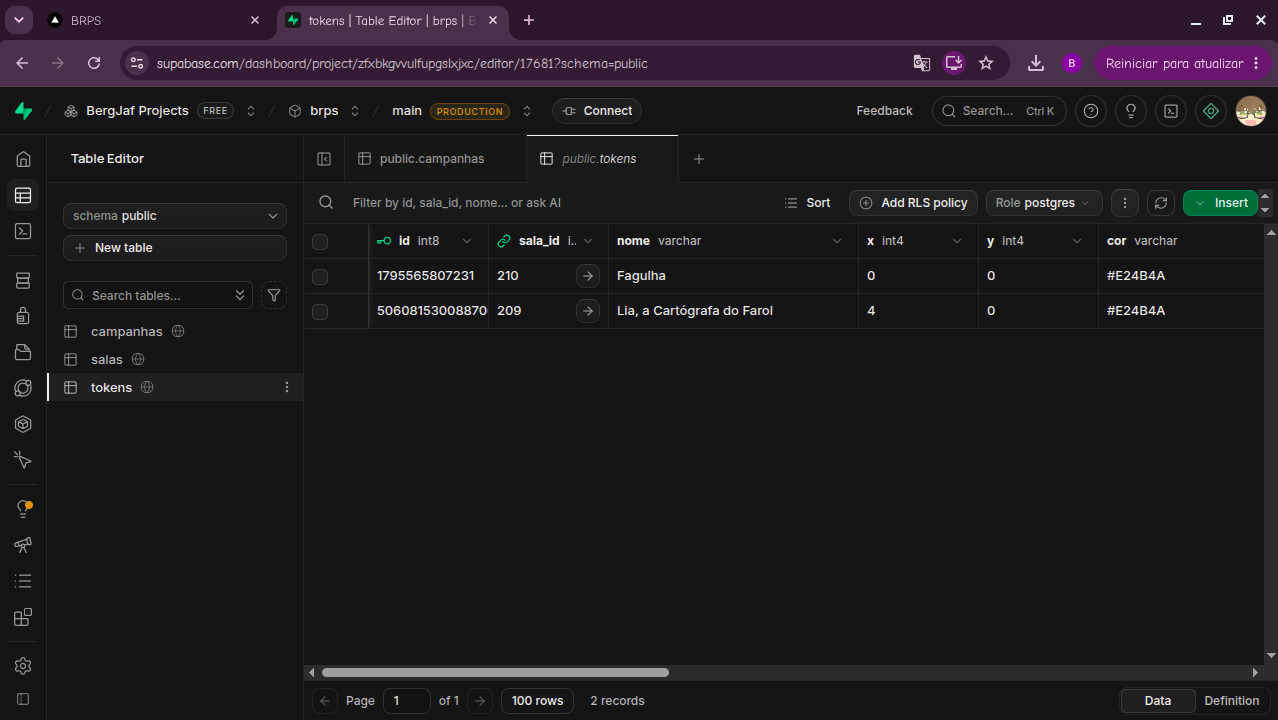 BRPS
tokens | Table Editor | brps | B
supabase.com/dashboard/project/zfxbkgvvulfupgslxjxc/editor/17681?schema=public
B
Reiniciar para atualizar
BergJaf Projects FREE
brps
main PRODUCTION
Connect
Feedback
Search... Ctrl K
Table Editor
public.campanhas
public.tokens
schema public
Filter by id, sala_id, nome... or ask AI
Sort
Add RLS policy
Role postgres
Insert
New table
id int8 sala_id i.. nome varchar x int4 y int4 cor varchar
1795565807231 210 Fagulha 0 0 #E24B4A
50608153008870 209 Lia, a Cartógrafa do Farol 4 0 #E24B4A
Search tables...
campanhas
salas
tokens
Page 1 of 1
100 rows
2 records
Data
Definition